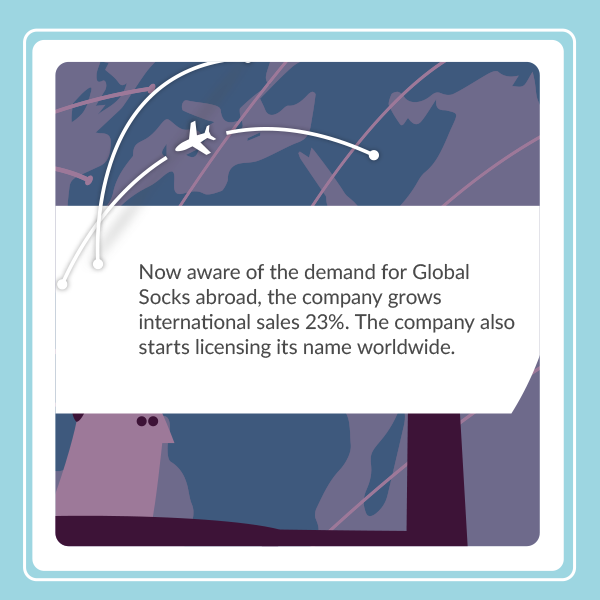 Now aware of the demand for Global
Socks abroad, the company grows
international sales 23%. The company also
starts licensing its name worldwide.